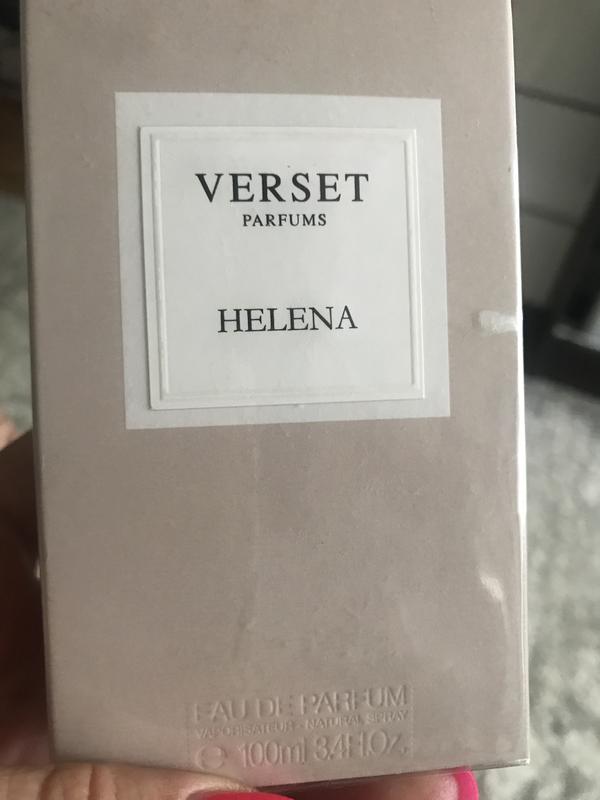 VERSET
PARFUMS
HELENA
EAU DE PARFUM
VAPORISATEUR - NATURAL SPRAY
℮ 100ml 3.4Fl.Oz.